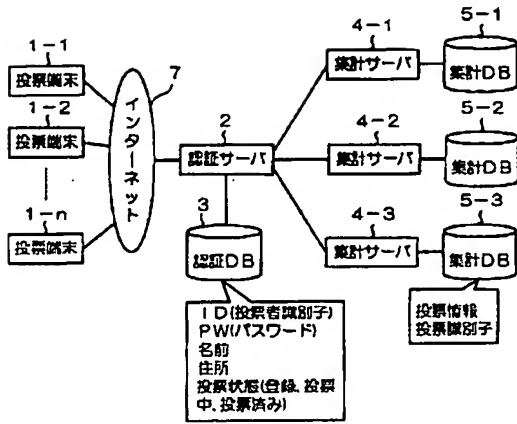 1-1
投票端末
1-2
投票端末
1-n
投票端末
7
インターネット
2
認証サーバ
3
認証DB
ID(投票者識別子)
PW(パスワード)
名前
住所
投票状態(登録、投票
中、投票済み)
4-1
集計サーバ
4-2
集計サーバ
4-3
集計サーバ
5-1
集計DB
5-2
集計DB
5-3
集計DB
投票情報
投票識別子